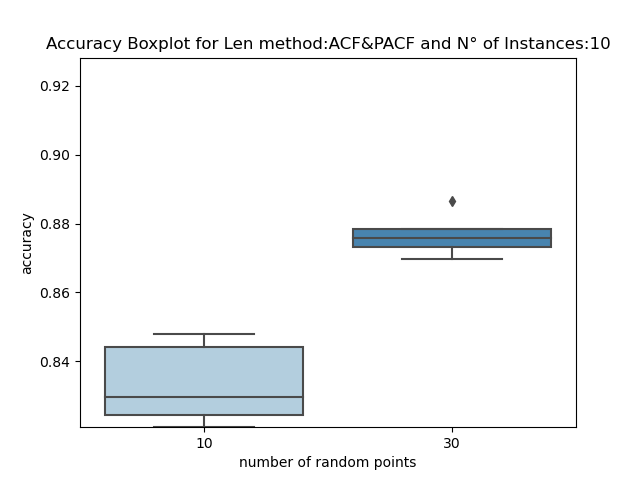 Accuracy Boxplot for Len method:ACF&PACF and N° of Instances:10
0.92
0.90
0.88
0.86
0.84
accuracy
10 30
number of random points